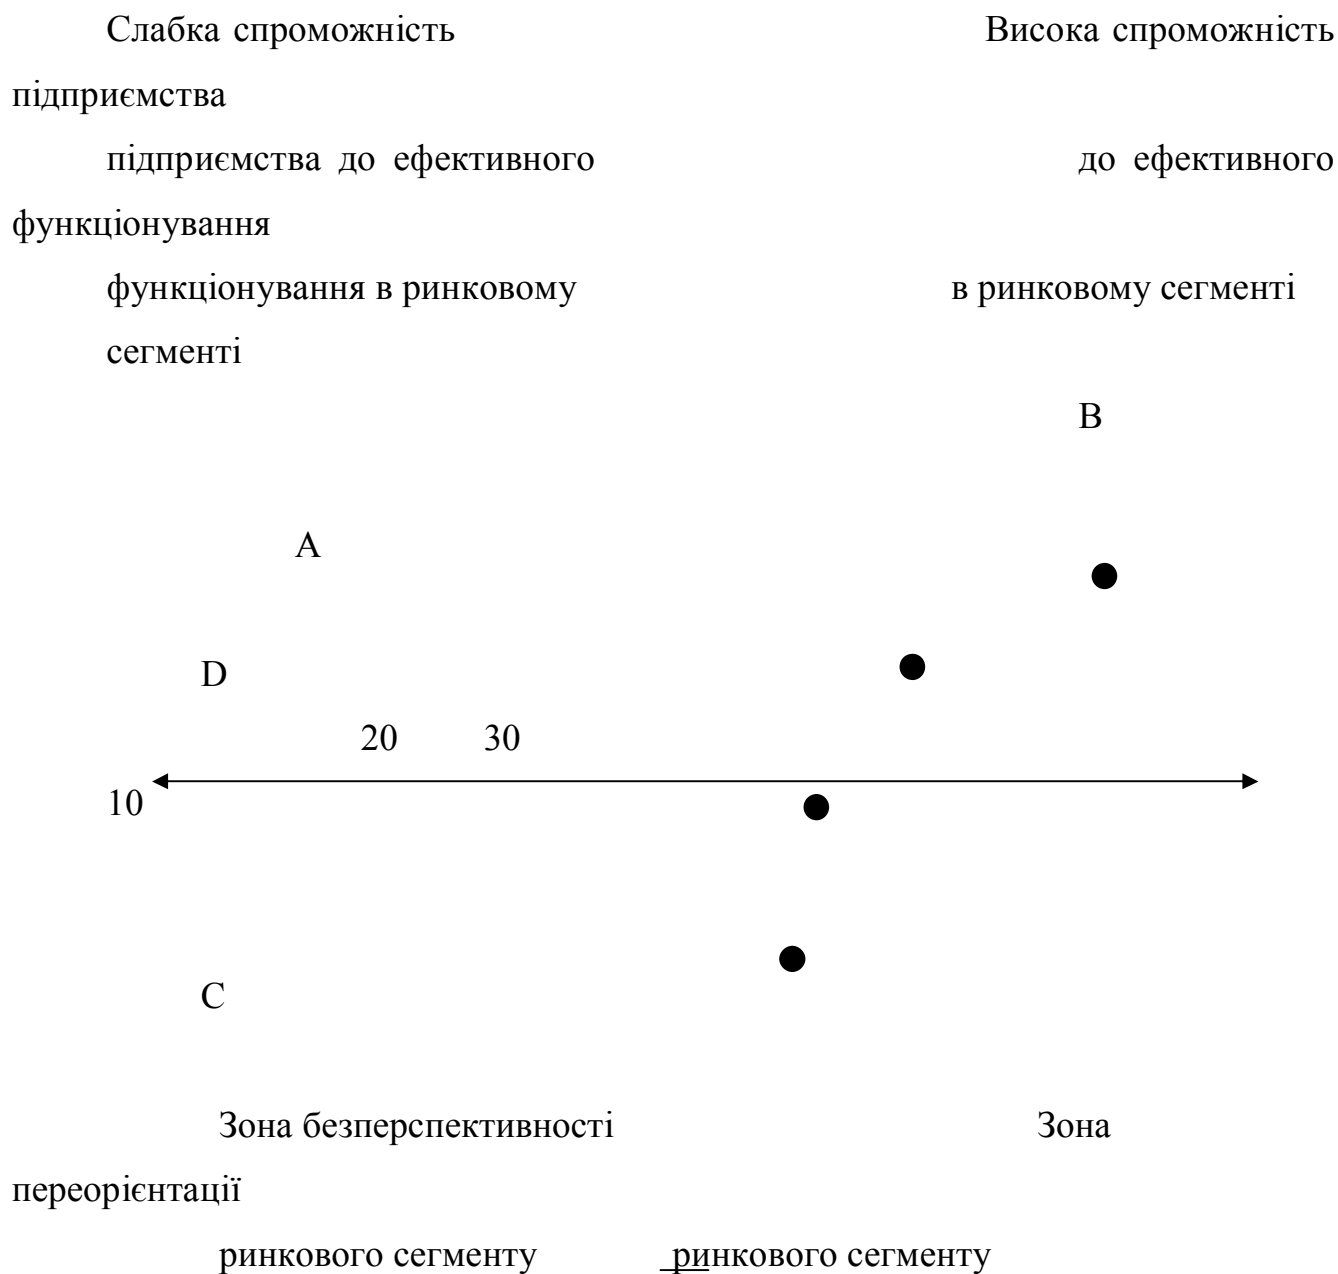 Слабка спроможність Висока спроможність
підприємства
підприємства до ефективного до ефективного
функціонування
функціонування в ринковому в ринковому сегменті
сегменті
B
A
D
20 30
10
C
Зона безперспективності Зона
переорієнтації
ринкового сегменту ринкового сегменту